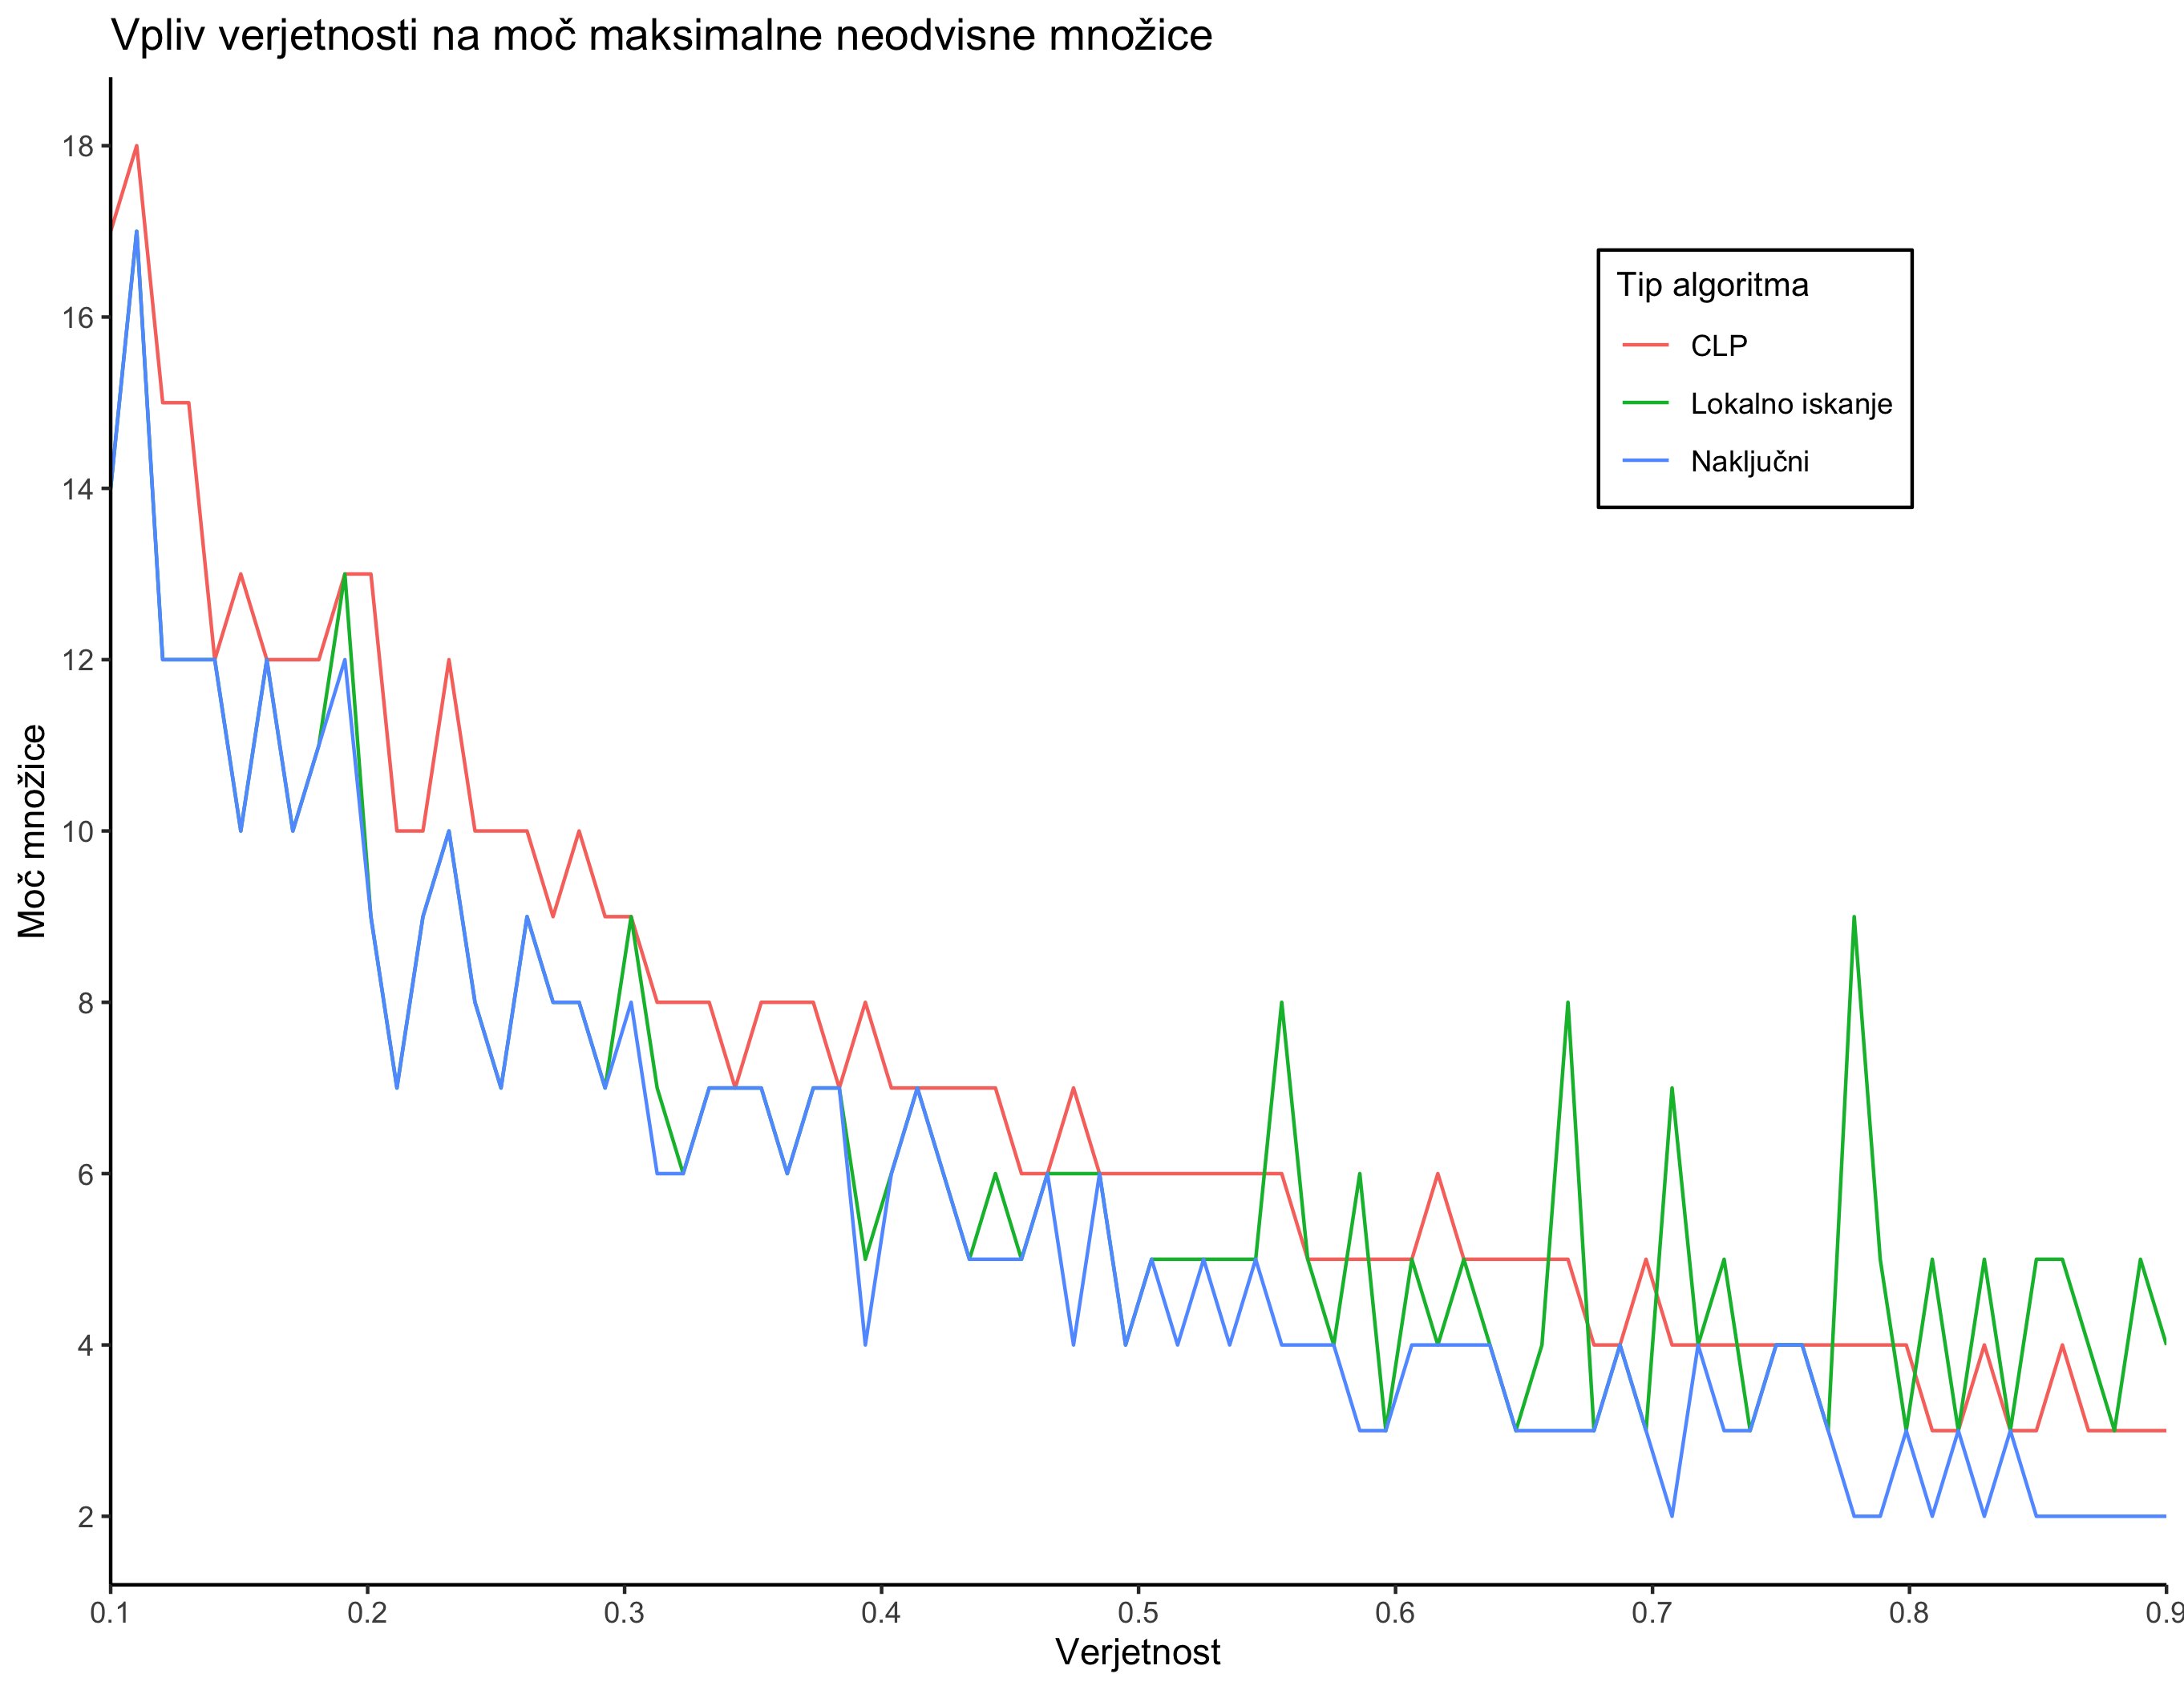 Vpliv verjetnosti na moč maksimalne neodvisne množice
Moč množice
18
16
14
12
10
8
6
4
2
Tip algoritma
CLP
Lokalno iskanje
Naključni
0.1 0.2 0.3 0.4 0.5 0.6 0.7 0.8 0.9
Verjetnost